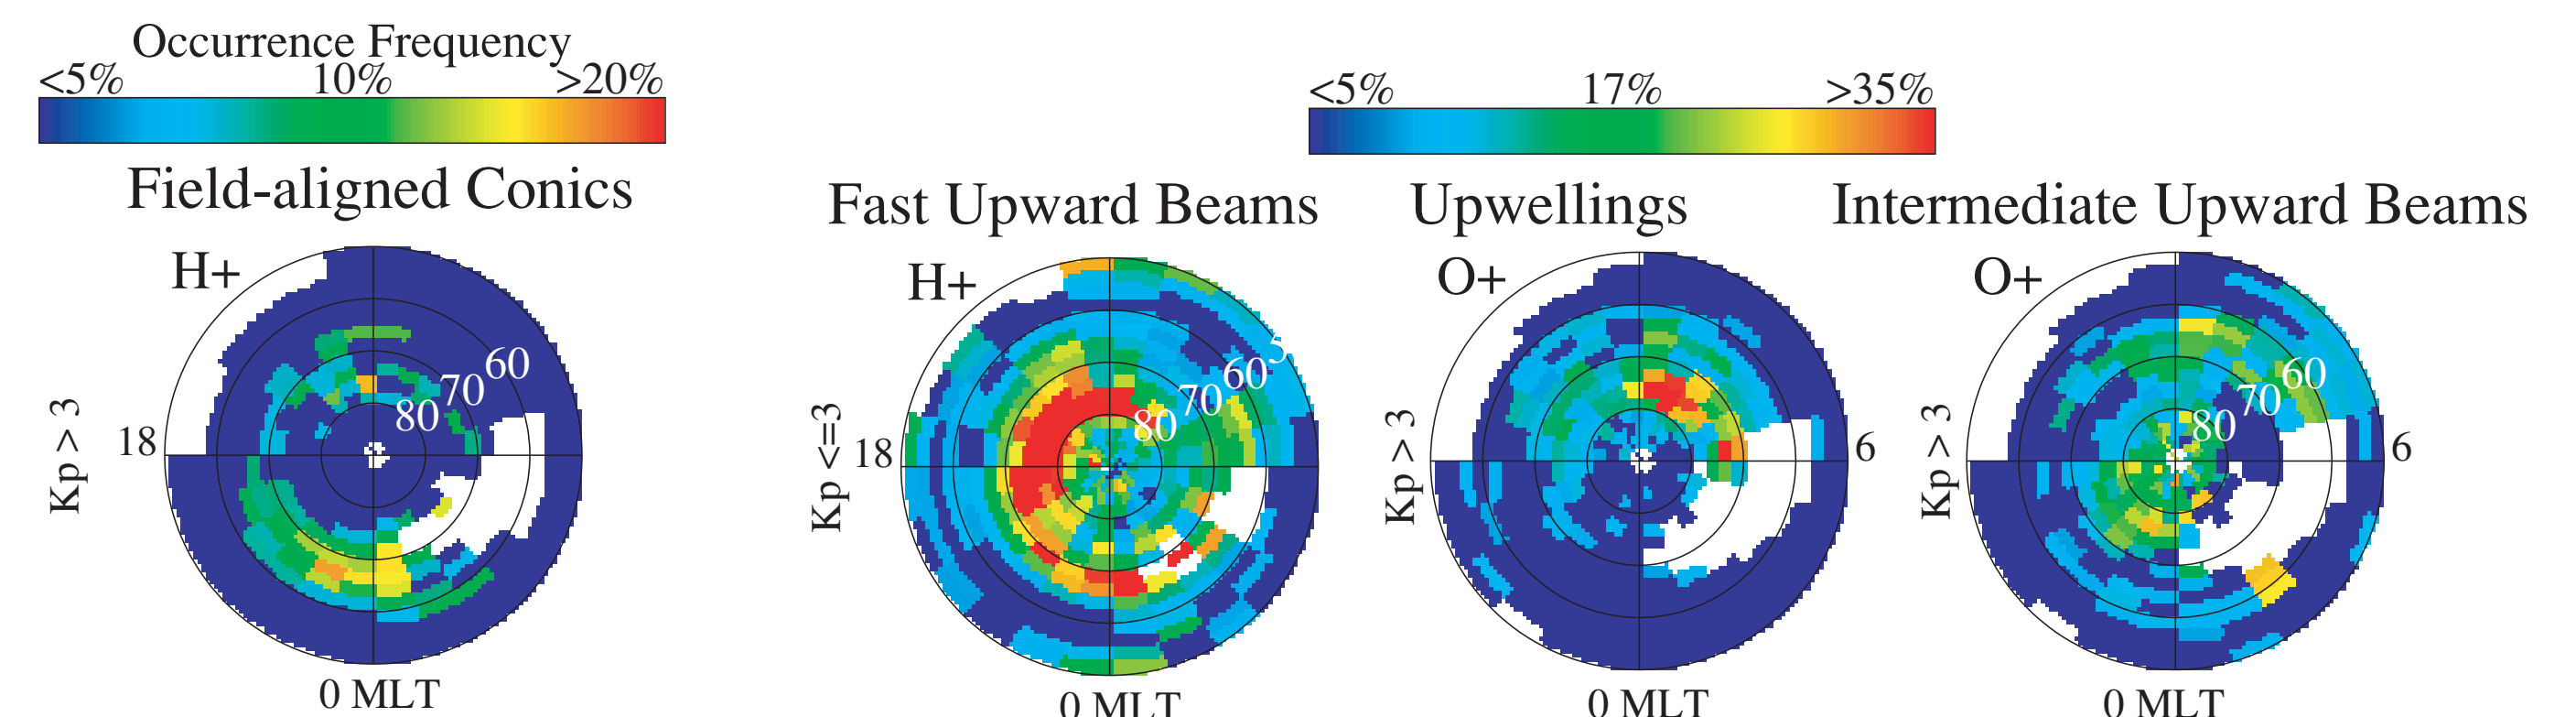 Occurrence Frequency
<5% 10% >20%
<5% 17% >35%
Field-aligned Conics
Fast Upward Beams
Upwellings
Intermediate Upward Beams
H+
H+
O+
O+
60
70
80
18
Kp > 3
0 MLT
5
60
70
80
18
Kp <=3
0 MLT
80
6
Kp > 3
0 MLT
60
70
80
6
Kp > 3
0 MLT